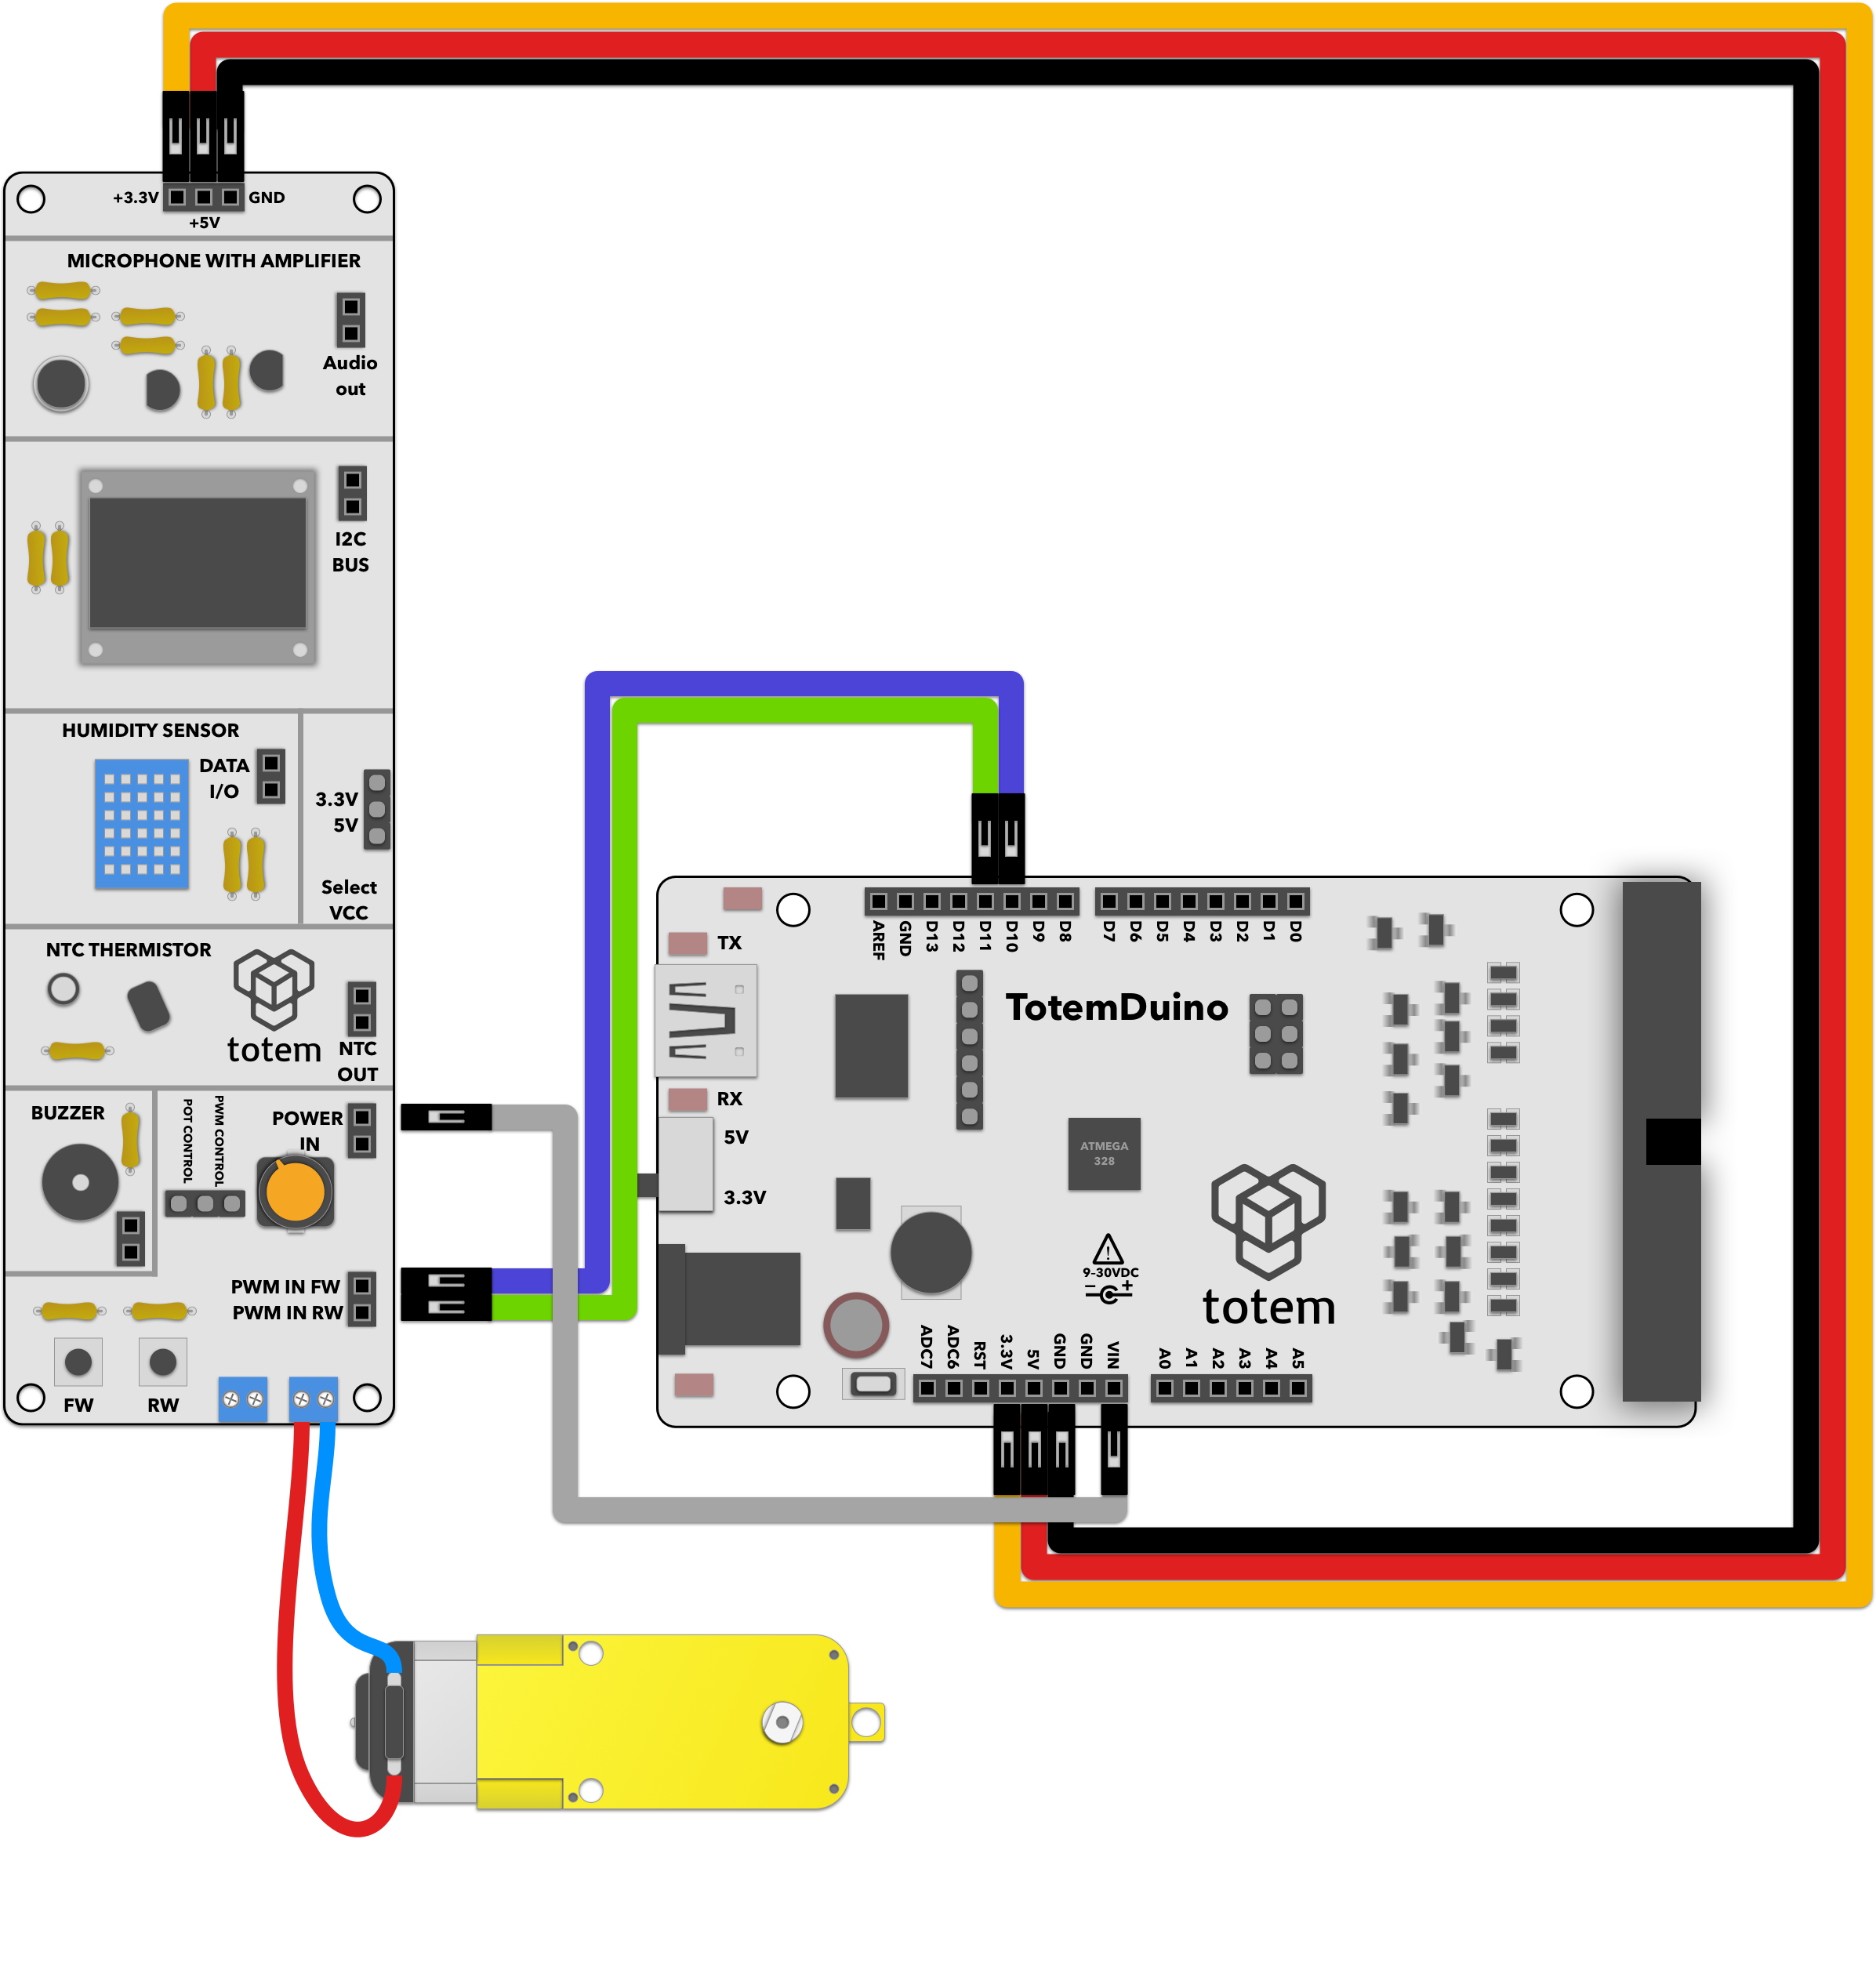 +3.3V
GND
+5V
MICROPHONE WITH AMPLIFIER
Audio
out
I2C
BUS
HUMIDITY SENSOR
DATA
I/O
3.3V
5V
Select
VCC
NTC THERMISTOR
totem
NTC
OUT
BUZZER
POT CONTROL
PWM CONTROL
POWER
IN
PWM IN FW
PWM IN RW
FW
RW
AREF
GND
D13
D12
D11
D10
D9
D8
D7
D6
D5
D4
D3
D2
D1
D0
TX
TotemDuino
RX
5V
3.3V
ATMEGA
328
9-30VDC
- +
totem
ADC7
ADC6
RST
3.3V
5V
GND
GND
VIN
A0
A1
A2
A3
A4
A5